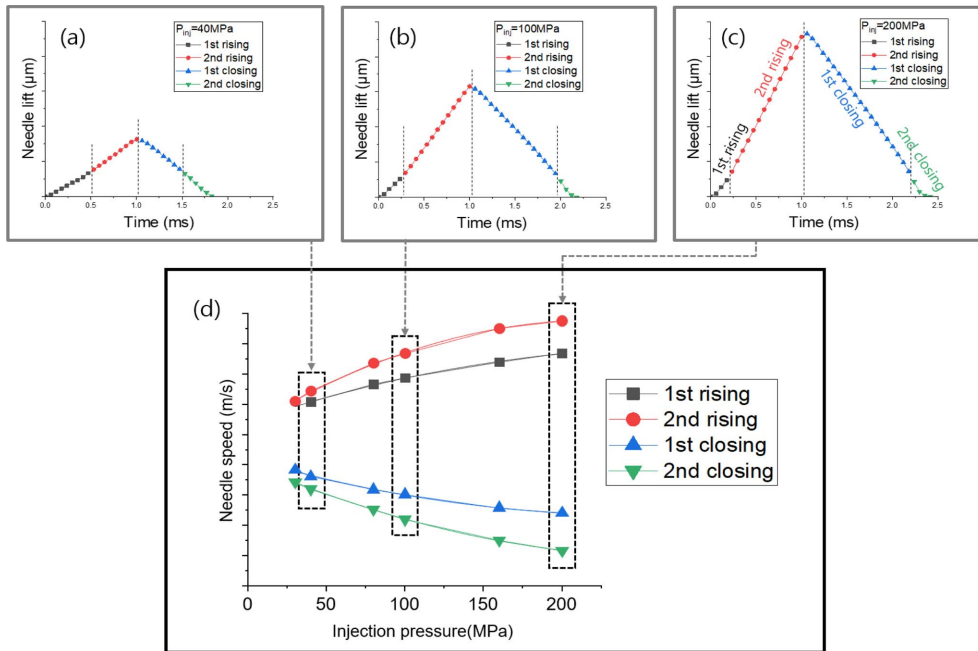 (a)
P_inj=40MPa
1st rising
2nd rising
1st closing
2nd closing
Needle lift (μm)
0.0 0.5 1.0 1.5 2.0 2.5
Time (ms)
(b)
P_inj=100MPa
1st rising
2nd rising
1st closing
2nd closing
Needle lift (μm)
0.0 0.5 1.0 1.5 2.0 2.5
Time (ms)
(c)
P_inj=200MPa
1st rising
2nd rising
1st closing
2nd closing
1st rising
2nd rising
1st closing
2nd closing
Needle lift (μm)
0.0 0.5 1.0 1.5 2.0 2.5
Time (ms)
(d)
Needle speed (m/s)
1st rising
2nd rising
1st closing
2nd closing
0 50 100 150 200
Injection pressure(MPa)